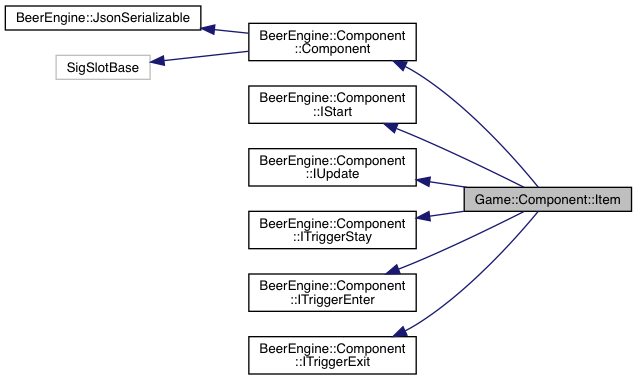 BeerEngine::JsonSerializable
SigSlotBase
BeerEngine::Component
::Component
BeerEngine::Component
::IStart
BeerEngine::Component
::IUpdate
BeerEngine::Component
::ITriggerStay
BeerEngine::Component
::ITriggerEnter
BeerEngine::Component
::ITriggerExit
Game::Component::Item